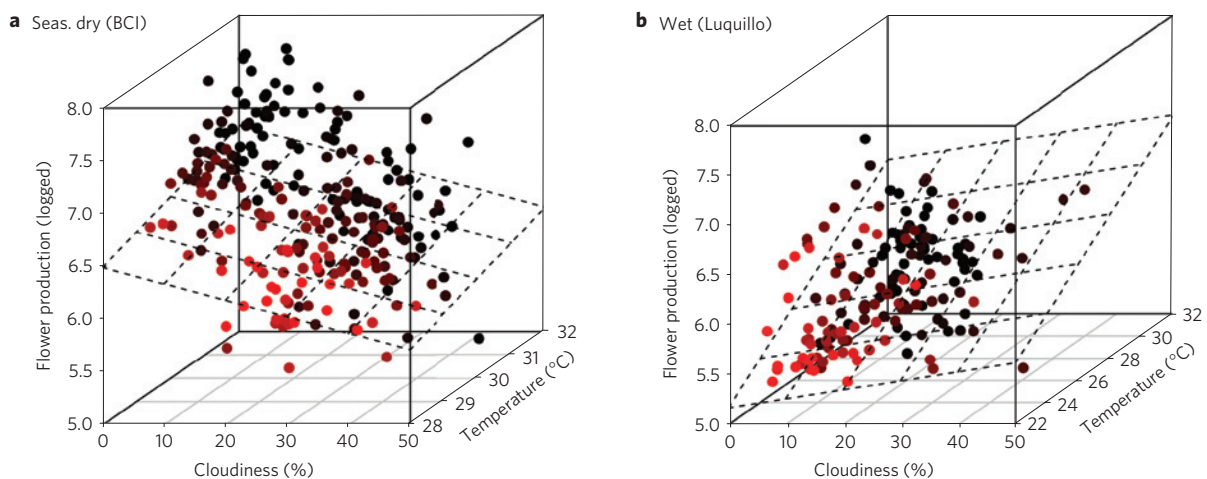 a Seas. dry (BCI)
8.0
7.5
7.0
6.5
6.0
5.5
5.0
Flower production (logged)
0 10 20 30 40 50
Cloudiness (%)
28 29 30 31 32
Temperature (°C)
b Wet (Luquillo)
8.0
7.5
7.0
6.5
6.0
5.5
5.0
Flower production (logged)
0 10 20 30 40 50
Cloudiness (%)
22 24 26 28 30 32
Temperature (°C)